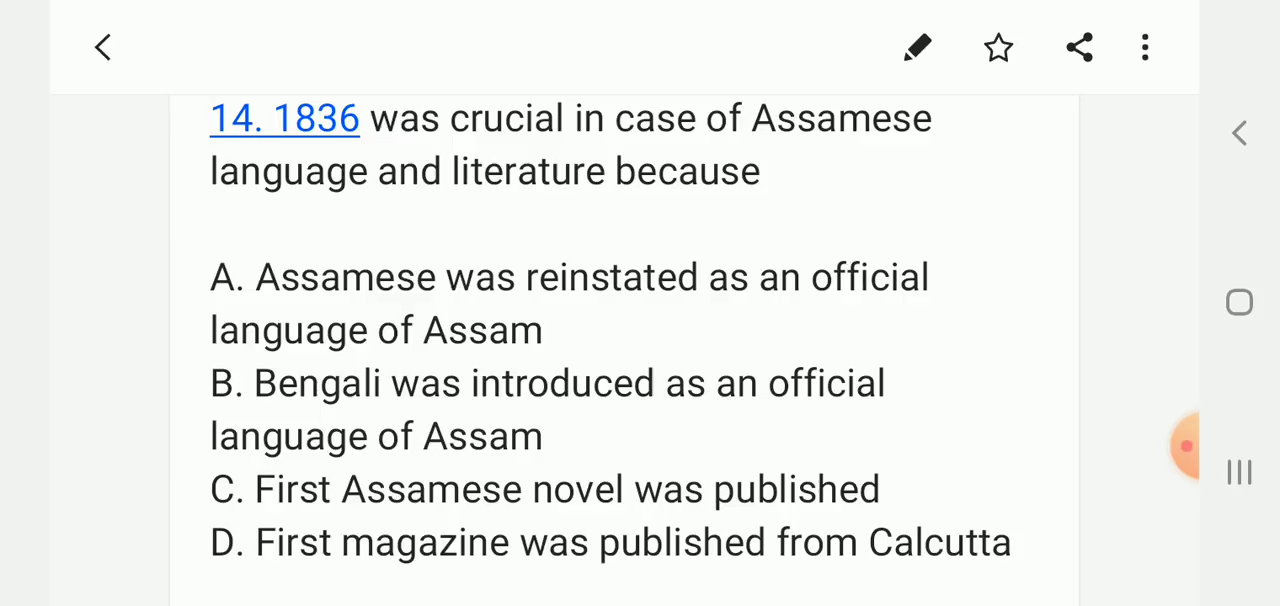 14. 1836 was crucial in case of Assamese
language and literature because
A. Assamese was reinstated as an official
language of Assam
B. Bengali was introduced as an official
language of Assam
C. First Assamese novel was published
D. First magazine was published from Calcutta